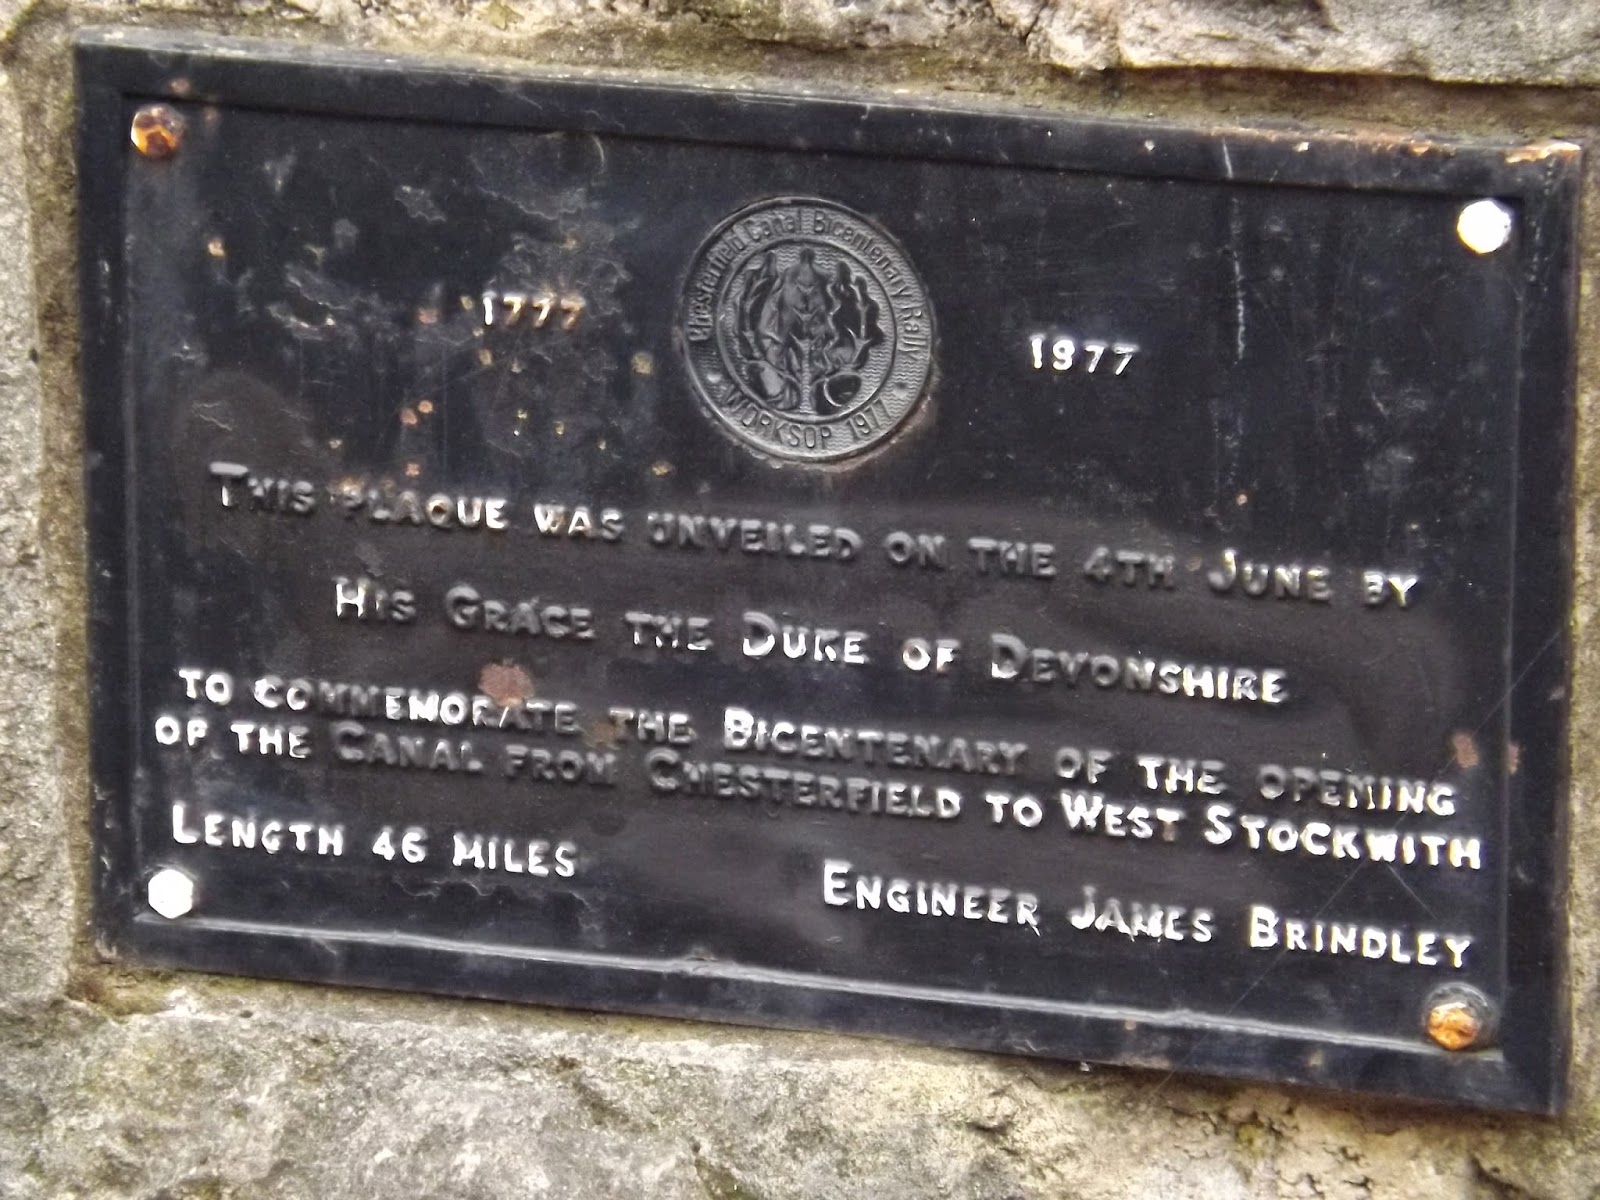 Chesterfield Canal Bicentenary Rally
WORKSOP 1977
1777
1977
THIS PLAQUE WAS UNVEILED ON THE 4TH JUNE BY
HIS GRACE THE DUKE OF DEVONSHIRE
TO COMMEMORATE THE BICENTENARY OF THE OPENING
OF THE CANAL FROM CHESTERFIELD TO WEST STOCKWITH
LENGTH 46 MILES
ENGINEER JAMES BRINDLEY